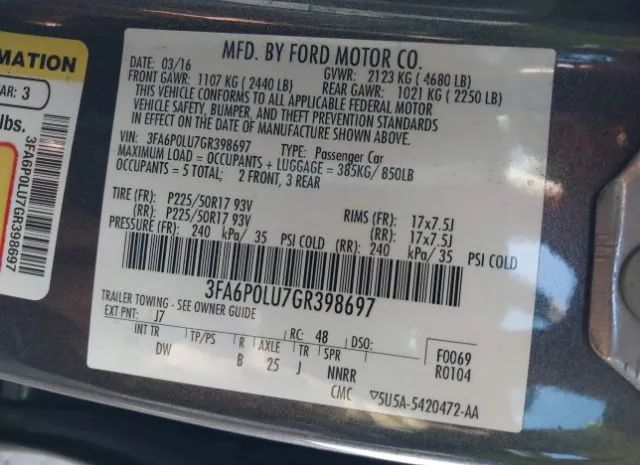 RMATION
AR: 3
lbs.
3FA6P0LU7GR398697
MFD. BY FORD MOTOR CO.
DATE: 03/16
GVWR: 2123 KG ( 4680 LB)
FRONT GAWR: 1107 KG ( 2440 LB)
REAR GAWR: 1021 KG ( 2250 LB)
THIS VEHICLE CONFORMS TO ALL APPLICABLE FEDERAL MOTOR
VEHICLE SAFETY, BUMPER, AND THEFT PREVENTION STANDARDS
IN EFFECT ON THE DATE OF MANUFACTURE SHOWN ABOVE.
VIN: 3FA6P0LU7GR398697 TYPE: Passenger Car
MAXIMUM LOAD = OCCUPANTS + LUGGAGE = 385KG/ 850LB
OCCUPANTS = 5 TOTAL; 2 FRONT, 3 REAR
TIRE (FR): P225/50R17 93V RIMS (FR): 17x7.5J
(RR): P225/50R17 93V (RR): 17x7.5J
PRESSURE (FR): 240 kPa/ 35 PSI COLD (RR): 240 kPa/ 35 PSI COLD
3FA6P0LU7GR398697
TRAILER TOWING - SEE OWNER GUIDE
EXT PNT: J7 RC: 48 DSO:
INT TR TP/PS R AXLE TR SPR
DW B 25 J NNRR
F0069
R0104
CMC ▽5U5A-5420472-AA